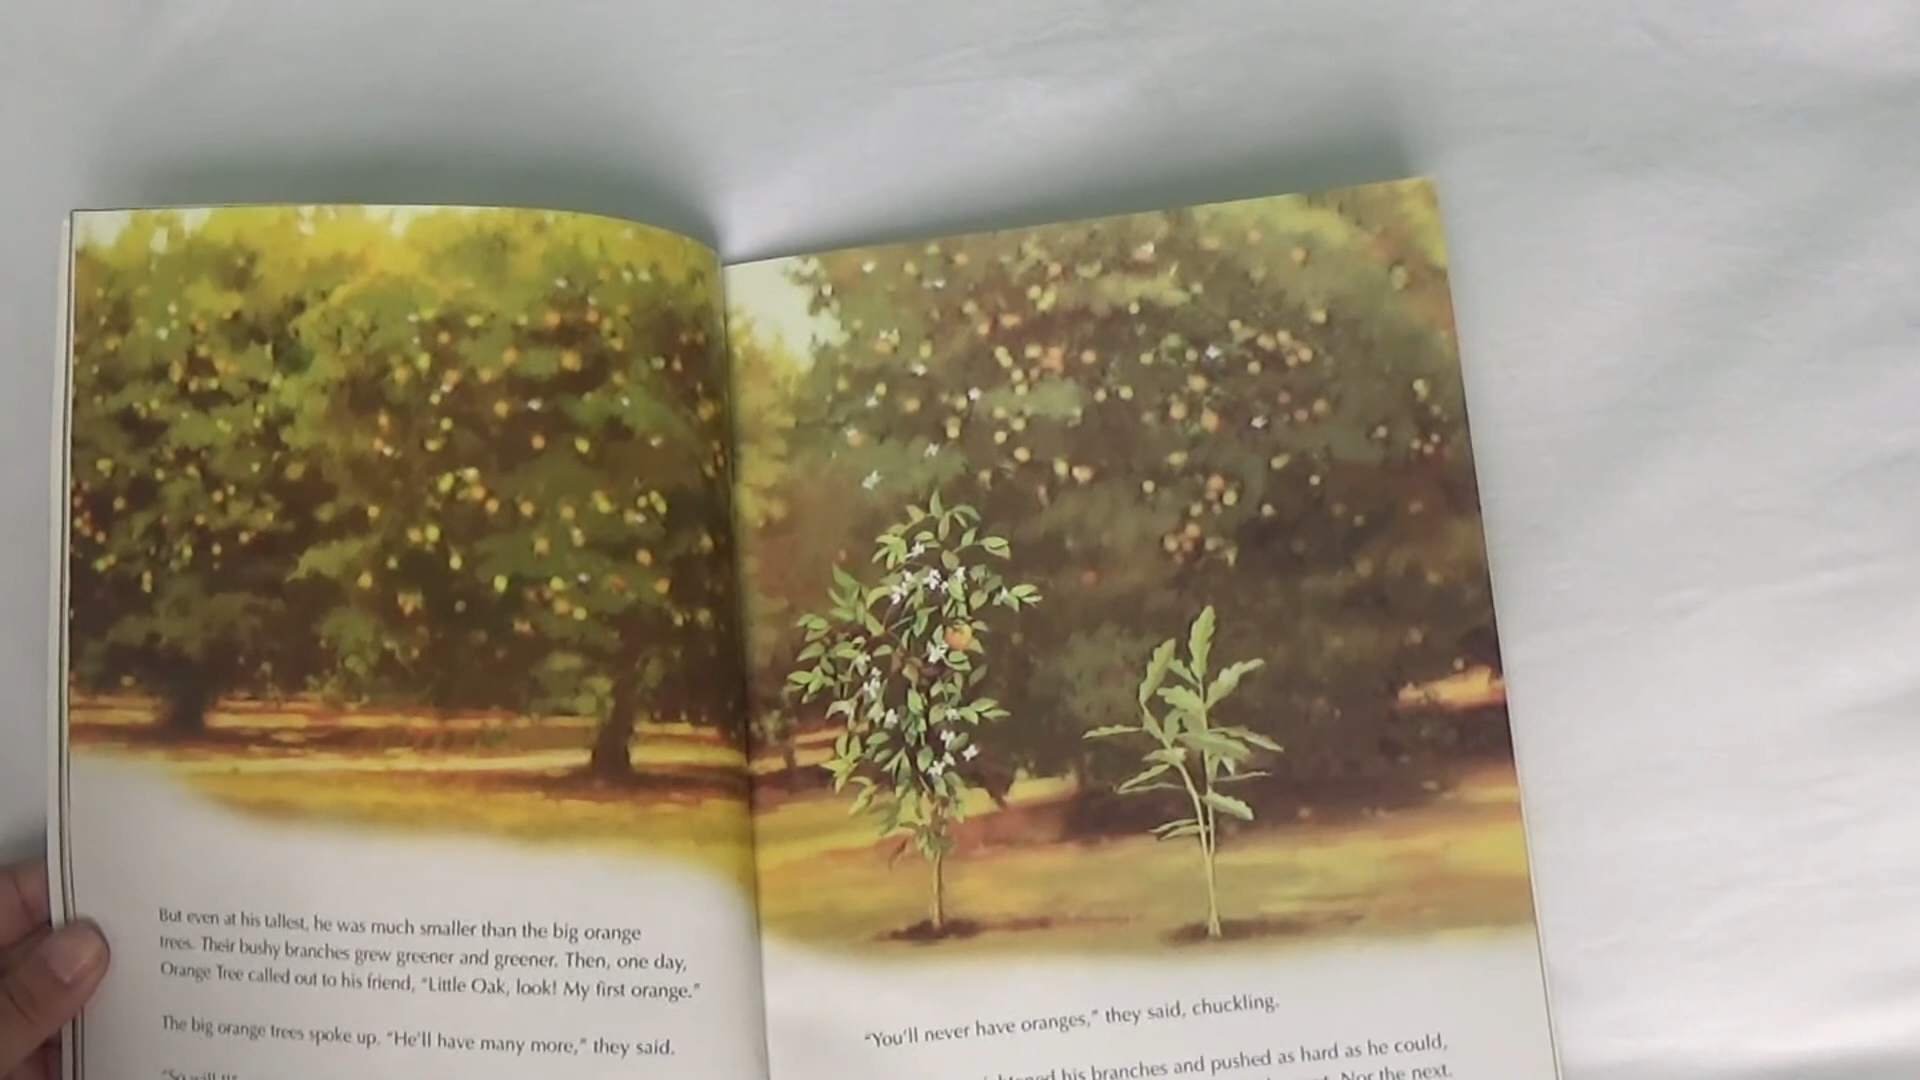 But even at his tallest, he was much smaller than the big orange
trees. Their bushy branches grew greener and greener. Then, one day,
Orange Tree called out to his friend, “Little Oak, look! My first orange.”
The big orange trees spoke up. “He’ll have many more,” they said.
“You’ll never have oranges,” they said, chuckling.
his branches and pushed as hard as he could,
Nor the next.